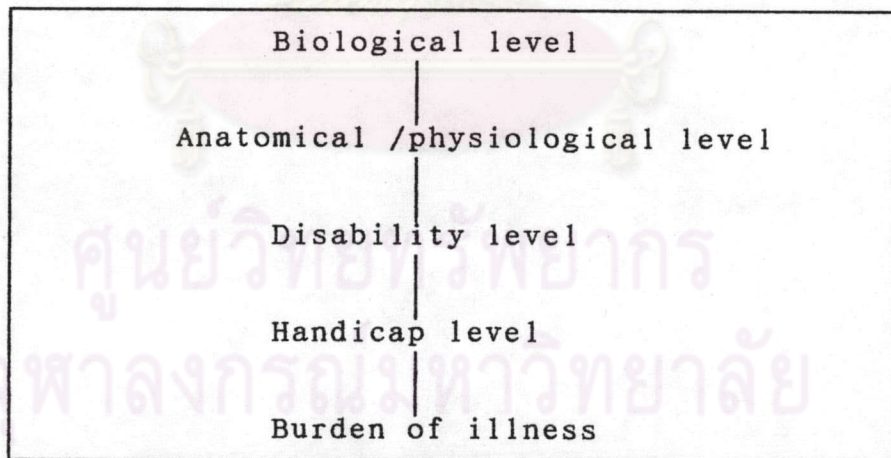 Biological level
Anatomical /physiological level
ศูนย์วิทยทรัพยากร
Disability level
Handicap level
จุฬาลงกรณ์มหาวิทยาลัย
Burden of illness